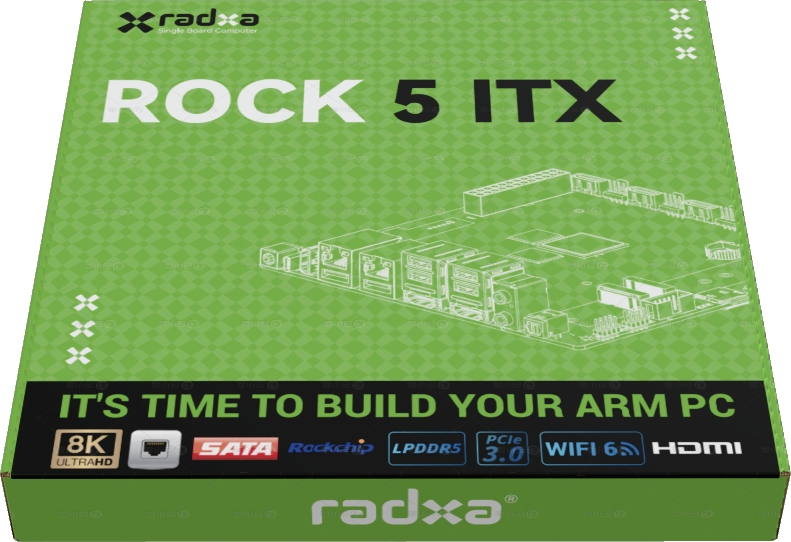 radxa
Single Board Computer
ROCK 5 ITX
IT'S TIME TO BUILD YOUR ARM PC
8K ULTRAHD SATA Rockchip LPDDR5 PCIe 3.0 WIFI 6 HDMI
radxa®